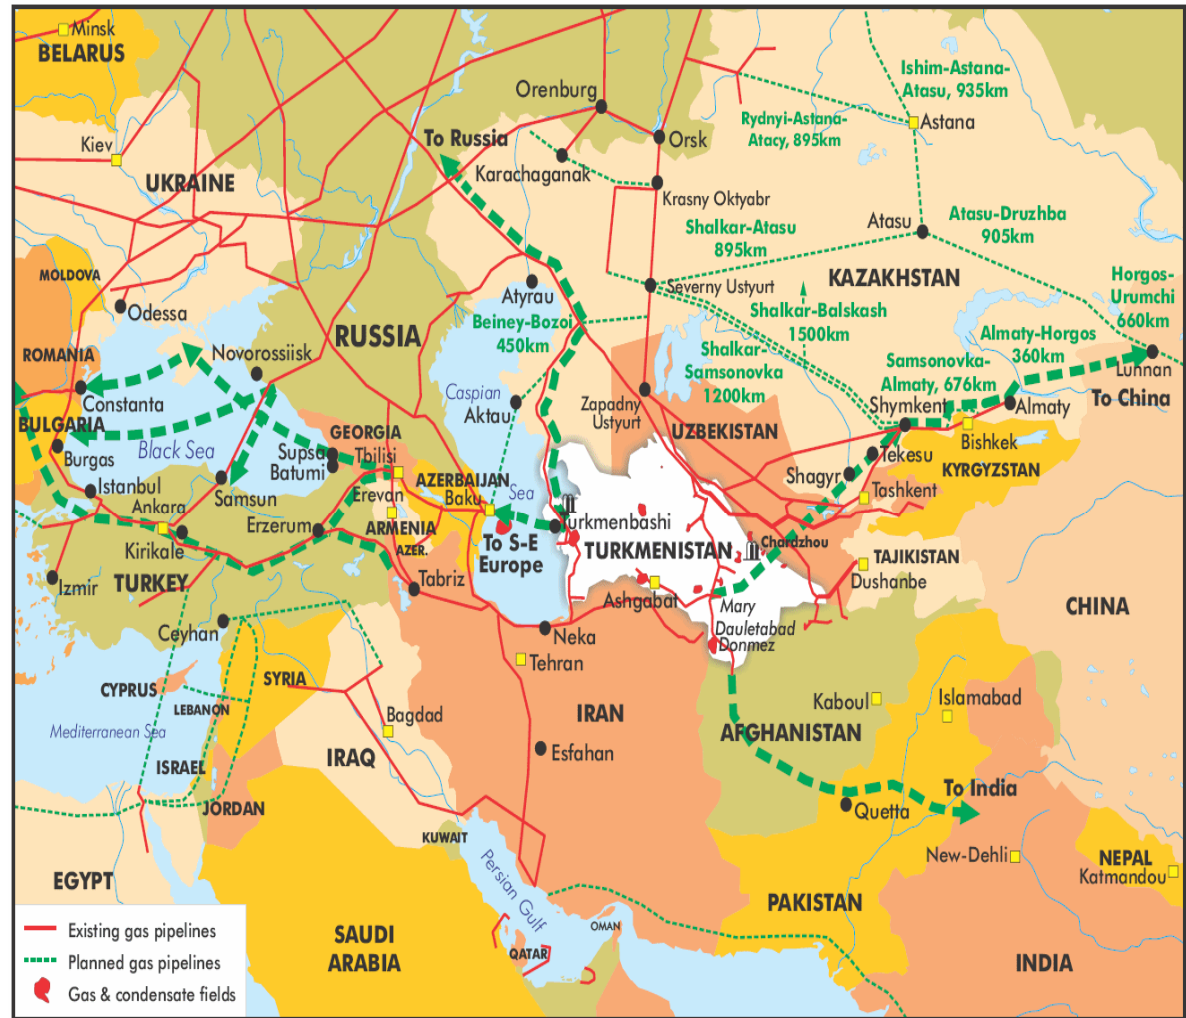 Minsk
BELARUS
Ishim-Astana-
Atasu, 935km
Orenburg
Rydnyi-Astana-
Atacy, 895km
Astana
Kiev
To Russia
Orsk
Karachaganak
UKRAINE
Krasny Oktyabr
Shalkar-Atasu
895km
Atasu
Atasu-Druzhba
905km
MOLDOVA
KAZAKHSTAN
Horgos-
Urumchi
660km
Atyrau
Severny Ustyurt
Odessa
Beiney-Bozoi
450km
Shalkar-Balskash
1500km
RUSSIA
Almaty-Horgos
360km
ROMANIA
Novorossiisk
Shalkar-
Samsonovka
1200km
Samsonovka-
Almaty, 676km
Lunnan
Caspian
Aktau
To China
Constanta
Zapadny
Ustyurt
Shymkent
Almaty
BULGARIA
GEORGIA
UZBEKISTAN
Bishkek
Black Sea
Supsa
Tbilisi
Burgas
Batumi
Tekesu
KYRGYZSTAN
Shagyr
Istanbul
AZERBAIJAN
Samsun
Erevan
Baku
Sea
Tashkent
Ankara
Erzerum
ARMENIA
Turkmenbashi
Kirikale
AZER.
To S-E
Europe
TURKMENISTAN
Chardzhou
TAJIKISTAN
Izmir
TURKEY
Tabriz
Dushanbe
Ashgabat
Mary
CHINA
Ceyhan
Neka
Dauletabad
Donmez
Tehran
SYRIA
CYPRUS
LEBANON
Kaboul
Islamabad
Bagdad
IRAN
Mediterranean Sea
AFGHANISTAN
IRAQ
Esfahan
ISRAEL
To India
JORDAN
Quetta
KUWAIT
New-Dehli
NEPAL
Katmandou
EGYPT
Persian Gulf
PAKISTAN
Existing gas pipelines
OMAN
SAUDI
ARABIA
QATAR
Planned gas pipelines
INDIA
Gas & condensate fields